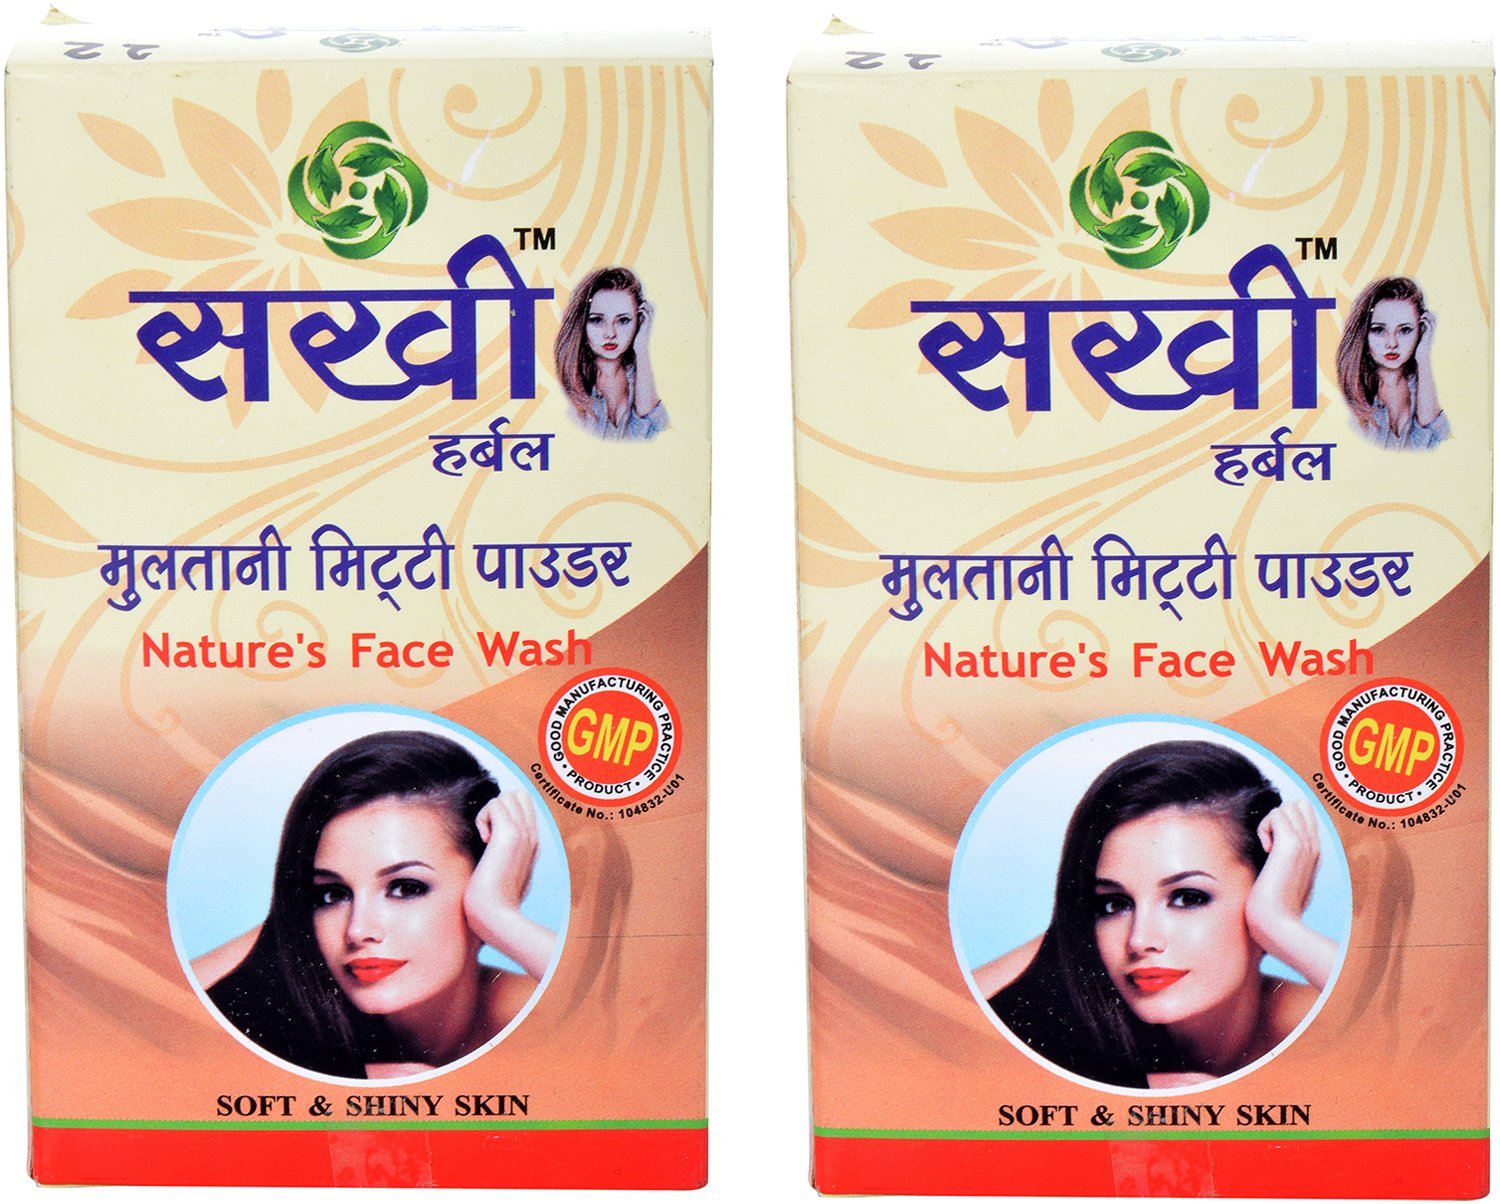 TM
सखी
हर्बल
मुलतानी मिट्टी पाउडर
Nature's Face Wash
GOOD MANUFACTURING PRACTICE
GMP
• PRODUCT •
Certificate No.: 104832-U01
SOFT & SHINY SKIN
TM
सखी
हर्बल
मुलतानी मिट्टी पाउडर
Nature's Face Wash
GOOD MANUFACTURING PRACTICE
GMP
• PRODUCT •
Certificate No.: 104832-U01
SOFT & SHINY SKIN